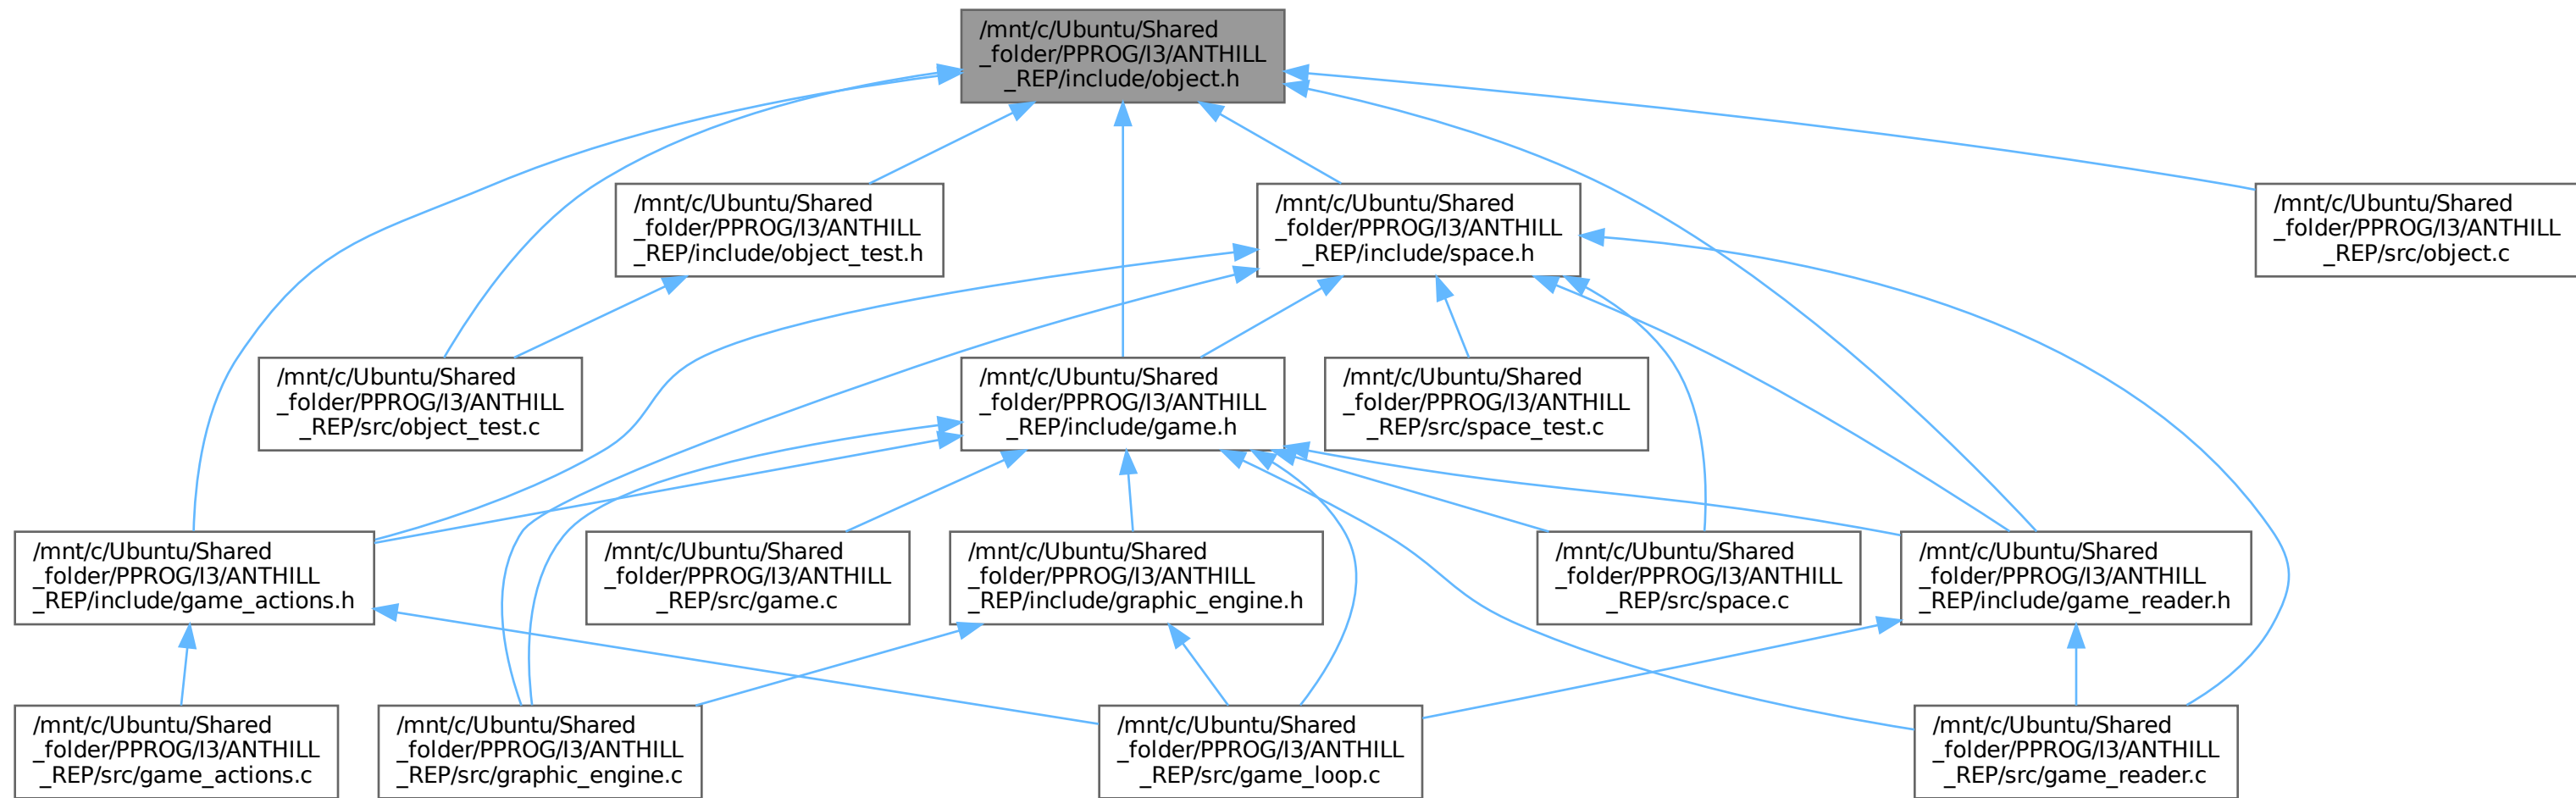 /mnt/c/Ubuntu/Shared
_folder/PPROG/I3/ANTHILL
_REP/include/object.h
/mnt/c/Ubuntu/Shared
_folder/PPROG/I3/ANTHILL
_REP/include/object_test.h
/mnt/c/Ubuntu/Shared
_folder/PPROG/I3/ANTHILL
_REP/include/space.h
/mnt/c/Ubuntu/Shared
_folder/PPROG/I3/ANTHILL
_REP/src/object.c
/mnt/c/Ubuntu/Shared
_folder/PPROG/I3/ANTHILL
_REP/src/object_test.c
/mnt/c/Ubuntu/Shared
_folder/PPROG/I3/ANTHILL
_REP/include/game.h
/mnt/c/Ubuntu/Shared
_folder/PPROG/I3/ANTHILL
_REP/src/space_test.c
/mnt/c/Ubuntu/Shared
_folder/PPROG/I3/ANTHILL
_REP/include/game_actions.h
/mnt/c/Ubuntu/Shared
_folder/PPROG/I3/ANTHILL
_REP/src/game.c
/mnt/c/Ubuntu/Shared
_folder/PPROG/I3/ANTHILL
_REP/include/graphic_engine.h
/mnt/c/Ubuntu/Shared
_folder/PPROG/I3/ANTHILL
_REP/src/space.c
/mnt/c/Ubuntu/Shared
_folder/PPROG/I3/ANTHILL
_REP/include/game_reader.h
/mnt/c/Ubuntu/Shared
_folder/PPROG/I3/ANTHILL
_REP/src/game_actions.c
/mnt/c/Ubuntu/Shared
_folder/PPROG/I3/ANTHILL
_REP/src/graphic_engine.c
/mnt/c/Ubuntu/Shared
_folder/PPROG/I3/ANTHILL
_REP/src/game_loop.c
/mnt/c/Ubuntu/Shared
_folder/PPROG/I3/ANTHILL
_REP/src/game_reader.c